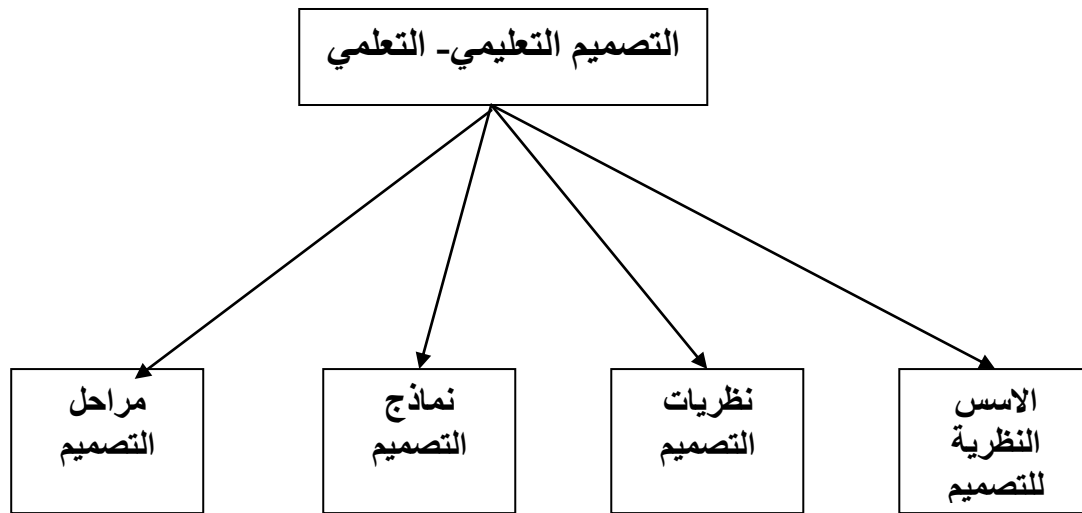 التصميم التعليمي- التعلمي
الاسس
النظرية
للتصميم
نظريات
التصميم
نماذج
التصميم
مراحل
التصميم